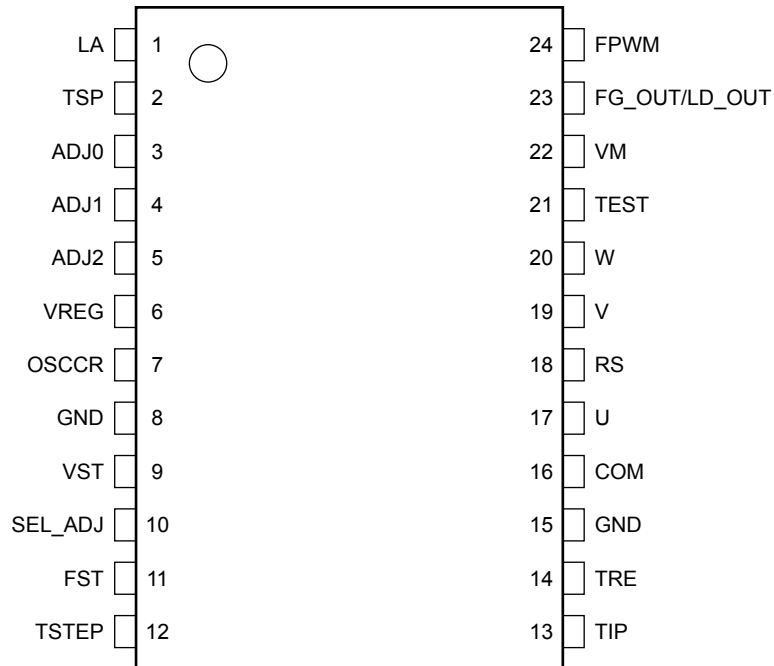 LA 1 24 FPWM
TSP 2 23 FG_OUT/LD_OUT
ADJ0 3 22 VM
ADJ1 4 21 TEST
ADJ2 5 20 W
VREG 6 19 V
OSCCR 7 18 RS
GND 8 17 U
VST 9 16 COM
SEL_ADJ 10 15 GND
FST 11 14 TRE
TSTEP 12 13 TIP